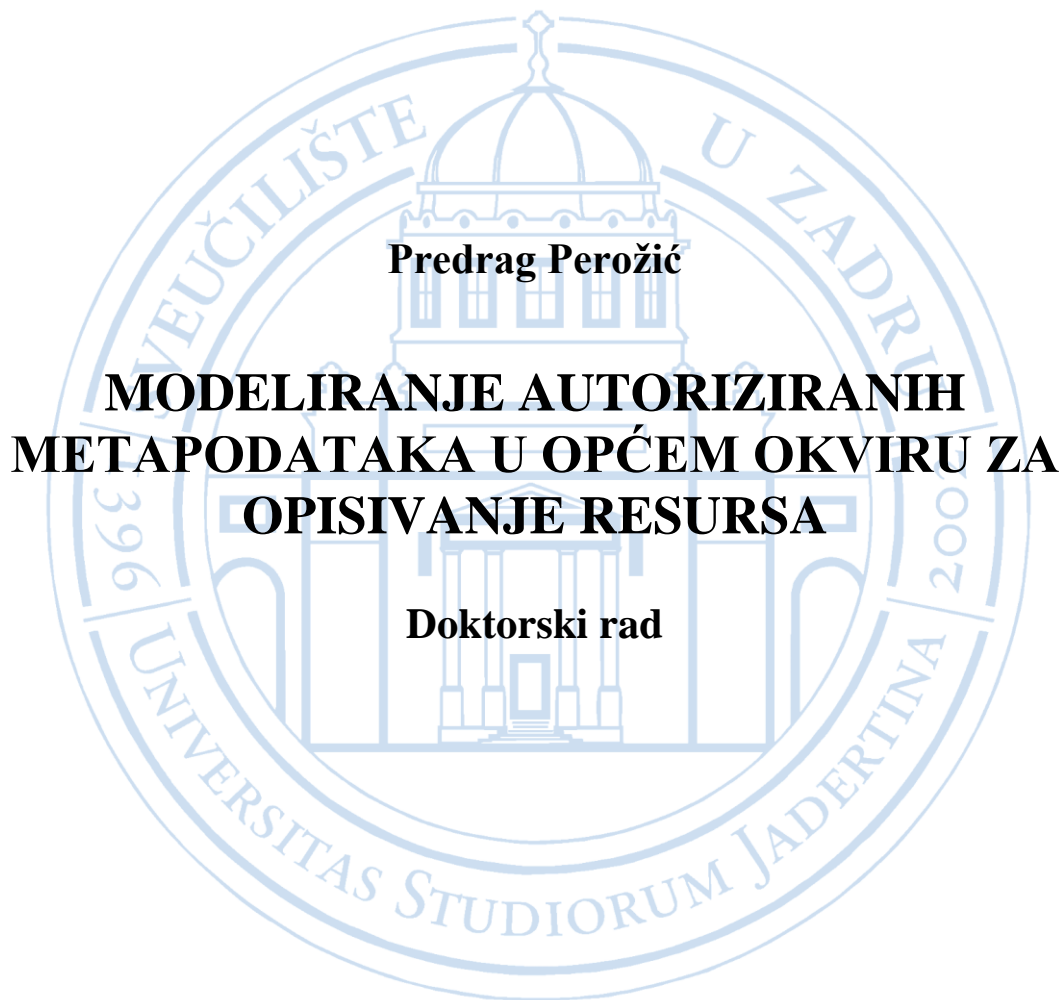 Predrag Perožić
MODELIRANJE AUTORIZIRANIH
METAPODATAKA U OPĆEM OKVIRU ZA
OPISIVANJE RESURSA
Doktorski rad
SVEUČILIŠTE U ZADRU
1396
2002
UNIVERSITAS STUDIORUM JADERTINA